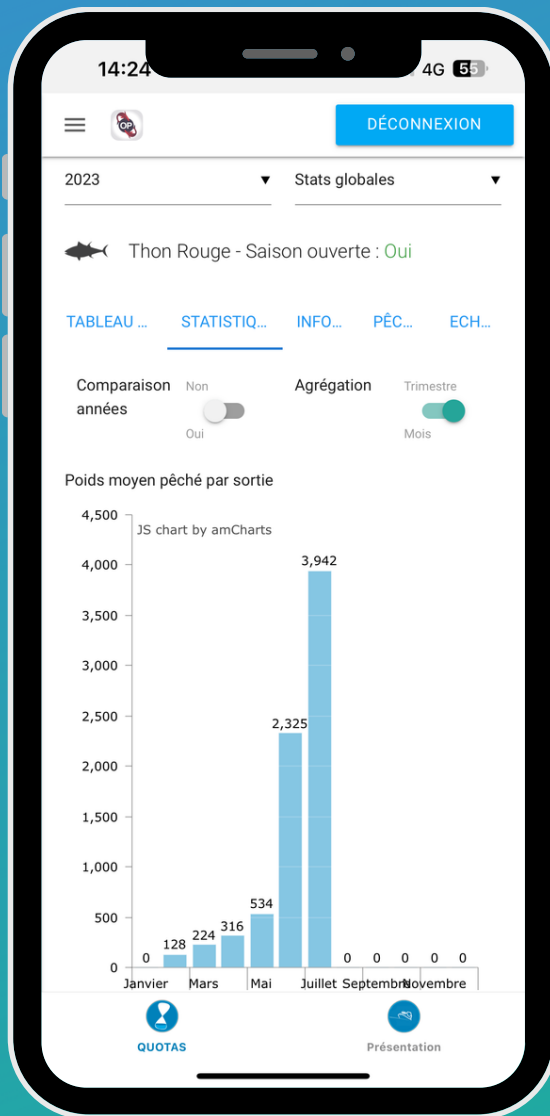 14:24 4G 55
OP DÉCONNEXION
2023 Stats globales
Thon Rouge - Saison ouverte : Oui
TABLEAU ... STATISTIQ... INFO... PÊC... ECH...
Comparaison années Non Oui Agrégation Trimestre Mois
Poids moyen pêché par sortie
4,500
JS chart by amCharts
4,000 3,942
3,500
3,000
2,500
2,325
2,000
1,500
1,000
534
500
316
224
128
0 0 0 0 0 0 0
Janvier Mars Mai Juillet Septembre Novembre
QUOTAS Présentation